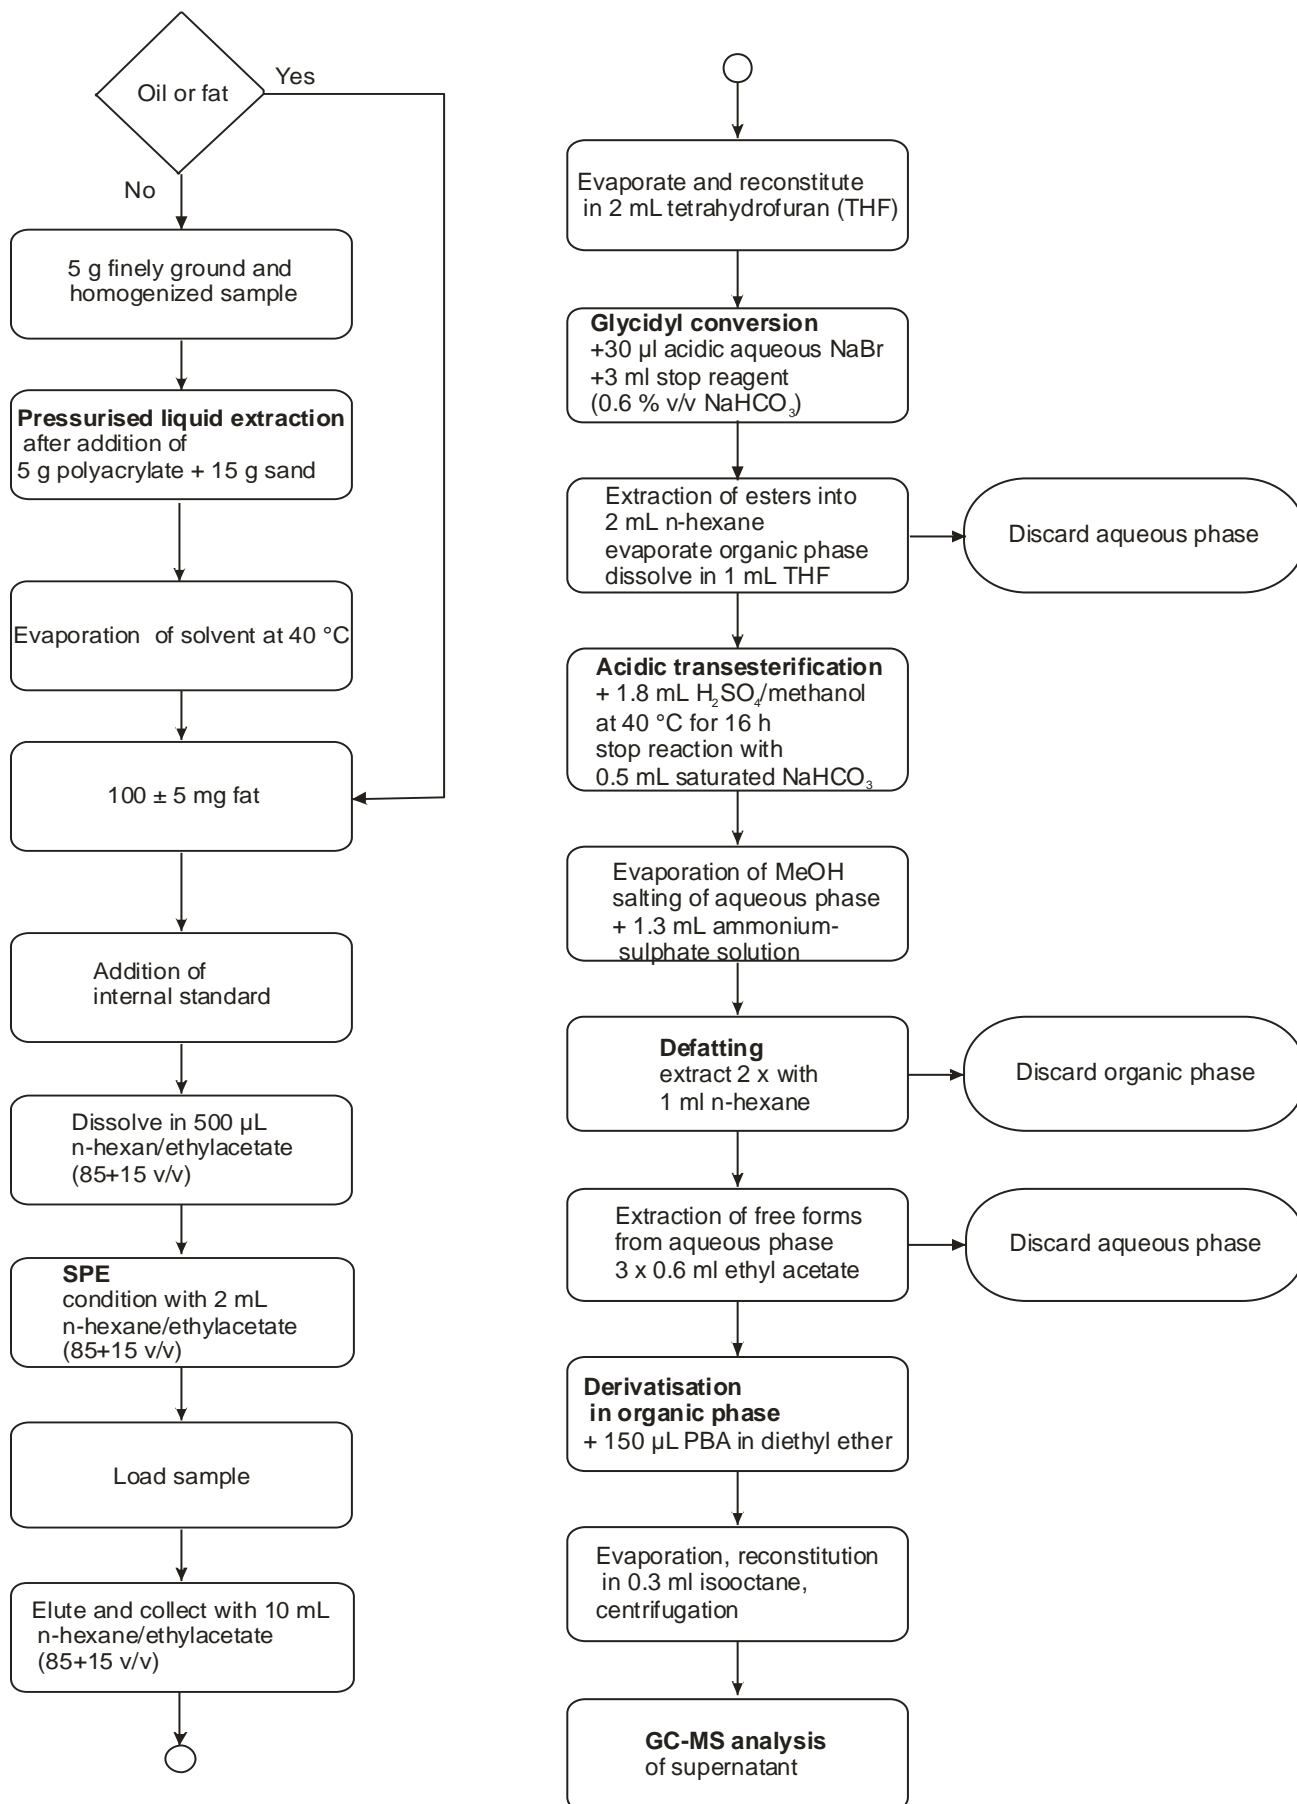 Oil or fat
Yes
No
5 g finely ground and
homogenized sample
Pressurised liquid extraction
after addition of
5 g polyacrylate + 15 g sand
Evaporation of solvent at 40 °C
100 ± 5 mg fat
Addition of
internal standard
Dissolve in 500 µL
n-hexan/ethylacetate
(85+15 v/v)
SPE
condition with 2 mL
n-hexane/ethylacetate
(85+15 v/v)
Load sample
Elute and collect with 10 mL
n-hexane/ethylacetate
(85+15 v/v)
Evaporate and reconstitute
in 2 mL tetrahydrofuran (THF)
Glycidyl conversion
+30 µl acidic aqueous NaBr
+3 ml stop reagent
(0.6 % v/v NaHCO₃)
Extraction of esters into
2 mL n-hexane
evaporate organic phase
dissolve in 1 mL THF
Discard aqueous phase
Acidic transesterification
+ 1.8 mL H₂SO₄/methanol
at 40 °C for 16 h
stop reaction with
0.5 mL saturated NaHCO₃
Evaporation of MeOH
salting of aqueous phase
+ 1.3 mL ammonium-
sulphate solution
Defatting
extract 2 x with
1 ml n-hexane
Discard organic phase
Extraction of free forms
from aqueous phase
3 x 0.6 ml ethyl acetate
Discard aqueous phase
Derivatisation
in organic phase
+ 150 µL PBA in diethyl ether
Evaporation, reconstitution
in 0.3 ml isooctane,
centrifugation
GC-MS analysis
of supernatant